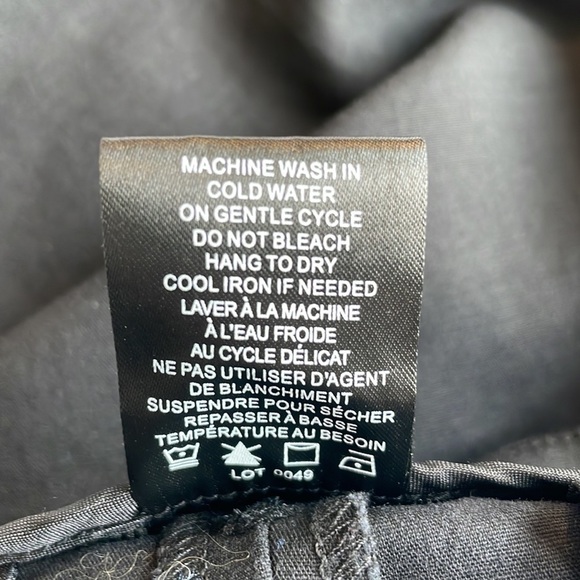 MACHINE WASH IN
COLD WATER
ON GENTLE CYCLE
DO NOT BLEACH
HANG TO DRY
COOL IRON IF NEEDED
LAVER À LA MACHINE
À L'EAU FROIDE
AU CYCLE DÉLICAT
NE PAS UTILISER D'AGENT
DE BLANCHIMENT
SUSPENDRE POUR SÉCHER
REPASSER À BASSE
TEMPÉRATURE AU BESOIN
LOT 0049